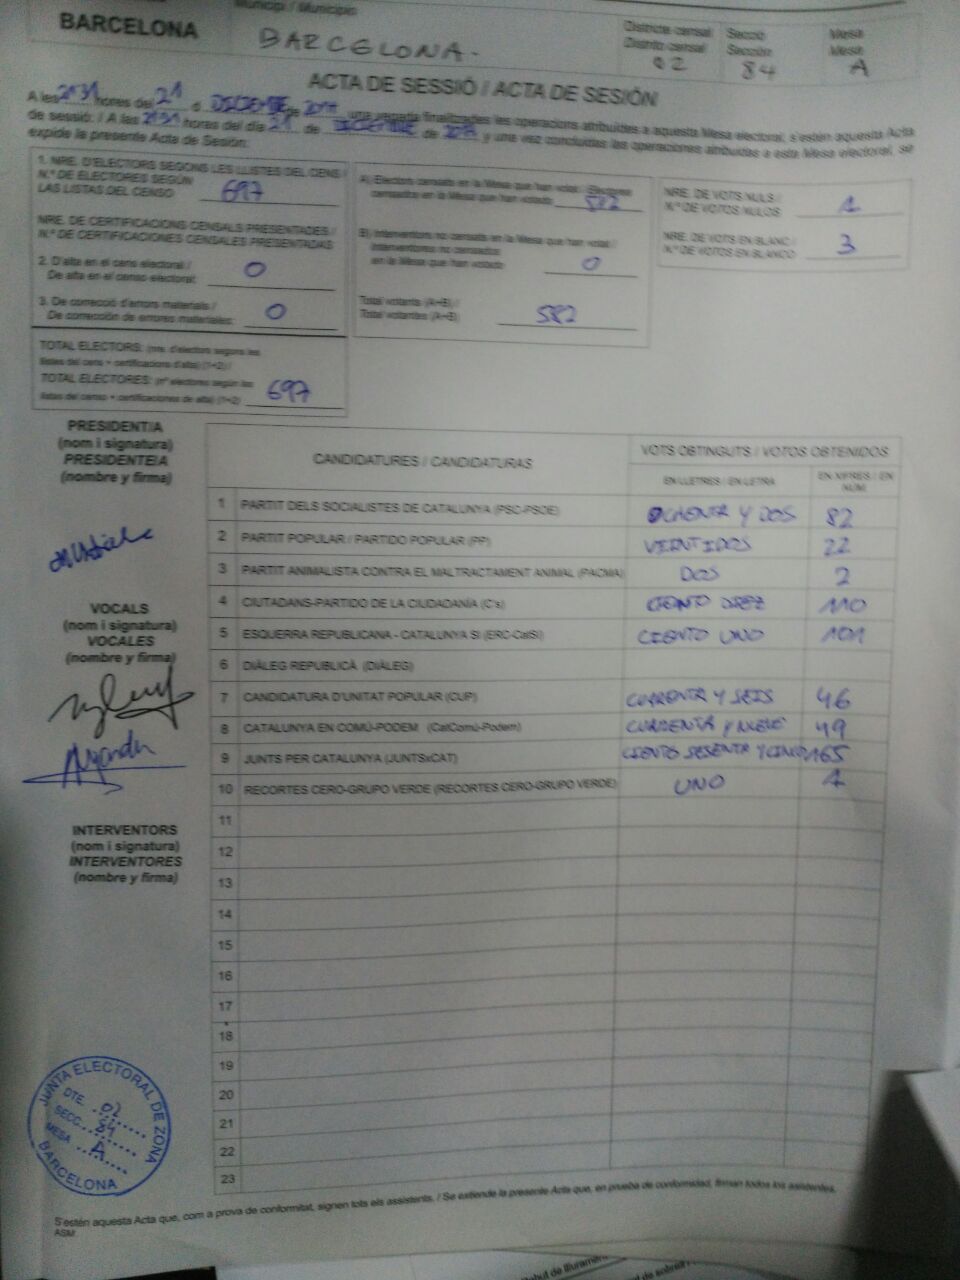 Municipi / Municipio
BARCELONA
BARCELONA.
Districte censal
Distrito censal
02
Secció
Sección
84
Mesa
Mesa
A
ACTA DE SESSIÓ / ACTA DE SESIÓN
A les 21'31 hores del 21 d DICIEMBRE de 2017, una vegada finalitzades les operacions atribuïdes a aquesta Mesa electoral, s'estén aquesta Acta
de sessió: / A las 21'31 horas del día 21 de DICIEMBRE de 2017 y una vez concluidas las operaciones atribuidas a esta Mesa electoral, se
expide la presente Acta de Sesión:
1. NRE. D'ELECTORS SEGONS LES LLISTES DEL CENS /
N.º DE ELECTORES SEGÚN
LAS LISTAS DEL CENSO 697
NRE. DE CERTIFICACIONS CENSALS PRESENTADES /
N.º DE CERTIFICACIONES CENSALES PRESENTADAS
2. D'alta en el cens electoral /
De alta en el censo electoral: 0
3. De correcció d'errors materials /
De corrección de errores materiales: 0
TOTAL ELECTORS: (nre. d'electors segons les
llistes del cens + certificacions d'alta) (1+2) /
TOTAL ELECTORES: (nº electores según las
listas del censo + certificaciones de alta) (1+2) 697
A) Electors censats en la Mesa que han votat / Electores
censados en la Mesa que han votado 582
B) Interventors no censats en la Mesa que han votat /
Interventores no censados
en la Mesa que han votado 0
Total votants (A+B) /
Total votantes (A+B) 582
NRE. DE VOTS NULS /
N.º DE VOTOS NULOS 1
NRE. DE VOTS EN BLANC /
N.º DE VOTOS EN BLANCO 3
PRESIDENT/A
(nom i signatura)
PRESIDENTE/A
(nombre y firma)
VOCALS
(nom i signatura)
VOCALES
(nombre y firma)
INTERVENTORS
(nom i signatura)
INTERVENTORES
(nombre y firma)
CANDIDATURES / CANDIDATURAS
VOTS OBTINGUTS / VOTOS OBTENIDOS
EN LLETRES / EN LETRA
EN XIFRES / EN NÚM.
1 PARTIT DELS SOCIALISTES DE CATALUNYA (PSC-PSOE) OCHENTA Y DOS 82
2 PARTIT POPULAR / PARTIDO POPULAR (PP) VEINTIDOS 22
3 PARTIT ANIMALISTA CONTRA EL MALTRACTAMENT ANIMAL (PACMA) DOS 2
4 CIUTADANS-PARTIDO DE LA CIUDADANÍA (C's) CIENTO DIEZ 110
5 ESQUERRA REPUBLICANA - CATALUNYA SÍ (ERC-CatSí) CIENTO UNO 101
6 DIÀLEG REPUBLICÀ (DIÀLEG)
7 CANDIDATURA D'UNITAT POPULAR (CUP) CUARENTA Y SEIS 46
8 CATALUNYA EN COMÚ-PODEM (CatComú-Podem) CUARENTA y NUEVE 49
9 JUNTS PER CATALUNYA (JUNTSxCAT) CIENTO SESENTA Y CINCO 165
10 RECORTES CERO-GRUPO VERDE (RECORTES CERO-GRUPO VERDE) UNO 1
11
12
13
14
15
16
17
18
19
20
21
22
23
JUNTA ELECTORAL DE ZONA
DTE. 02
SECC. 84
MESA A
BARCELONA
S'estén aquesta Acta que, com a prova de conformitat, signen tots els assistents. / Se extiende la presente Acta que, en prueba de conformidad, firman todos los asistentes.
ASM